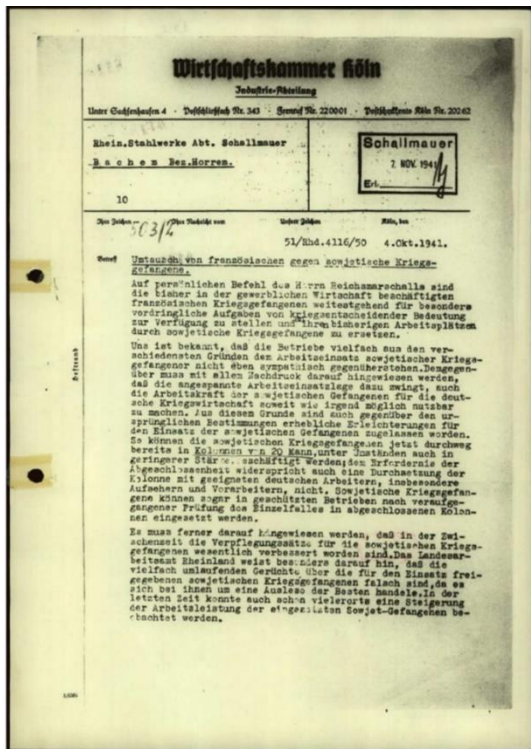 Wirtschaftskammer Köln
Industrie-Abteilung
Unter Sachsenhausen 4 · Postschließfach Nr. 343 · Fernruf Nr. 220001 · Postscheckkonto Köln Nr. 20262
Rhein.Stahlwerke Abt. Schallmauer
Bachem Bez.Horrem.
10
Schallmauer
7 NOV. 1941
Erl.
Ihre Zeichen Ihre Nachricht vom Unsere Zeichen Köln, den
503/2
51/Rhd.4116/50 4.Okt.1941.
Betreff Umtausch von französischen gegen sowjetische Kriegs-
gefangene.
Auf persönlichen Befehl des Herrn Reichsmarschalls sind
die bisher in der gewerblichen Wirtschaft beschäftigten
französischen Kriegsgefangenen weitestgehend für besonders
vordringliche Aufgaben von kriegsentscheidender Bedeutung
zur Verfügung zu stellen und ihren bisherigen Arbeitsplätzen
durch sowjetische Kriegsgefangene zu ersetzen.
Uns ist bekannt, daß die Betriebe vielfach aus den ver-
schiedensten Gründen dem Arbeitseinsatz sowjetischer Kriegs-
gefangener nicht eben sympathisch gegenüberstehen.Demgegen-
über muss mit allem Nachdruck darauf hingewiesen werden,
daß die angespannte Arbeitseinsatzlage dazu zwingt, auch
die Arbeitskraft der sowjetischen Gefangenen für die deut-
sche Kriegswirtschaft soweit wie irgend möglich nutzbar
zu machen. Aus diesem Grunde sind auch gegenüber den ur-
sprünglichen Bestimmungen erhebliche Erleichterungen für
den Einsatz der sowjetischen Gefangenen zugelassen worden.
So können die sowjetischen Kriegsgefangenen jetzt durchweg
bereits in Kolonnen von 20 Mann,unter Umständen auch in
geringerer Stärke, beschäftigt werden;dem Erfordernis der
Abgeschlossenheit widerspricht auch eine Durchsetzung der
Kolonne mit geeigneten deutschen Arbeitern, insbesondere
Aufsehern und Vorarbeitern, nicht. Sowjetische Kriegsgefan-
gene können sogar in geschützten Betrieben nach voraufge-
gangener Prüfung des Einzelfalles in abgeschlossenen Kolon-
nen eingesetzt werden.
Es muss ferner darauf hingewiesen werden, daß in der Zwi-
schenzeit die Verpflegungssätze für die sowjetischen Kriegs-
gefangenen wesentlich verbessert worden sind.Das Landesar-
beitsamt Rheinland weist besonders darauf hin, daß die
vielfach umlaufenden Gerüchte über die für den Einsatz frei-
gegebenen sowjetischen Kriegsgefangenen falsch sind,da es
sich bei ihnen um eine Auslese der Besten handele.In der
letzten Zeit konnte auch schon vielerorts eine Steigerung
der Arbeitsleistung der eingesetzten Sowjet-Gefangenen be-
obachtet werden.